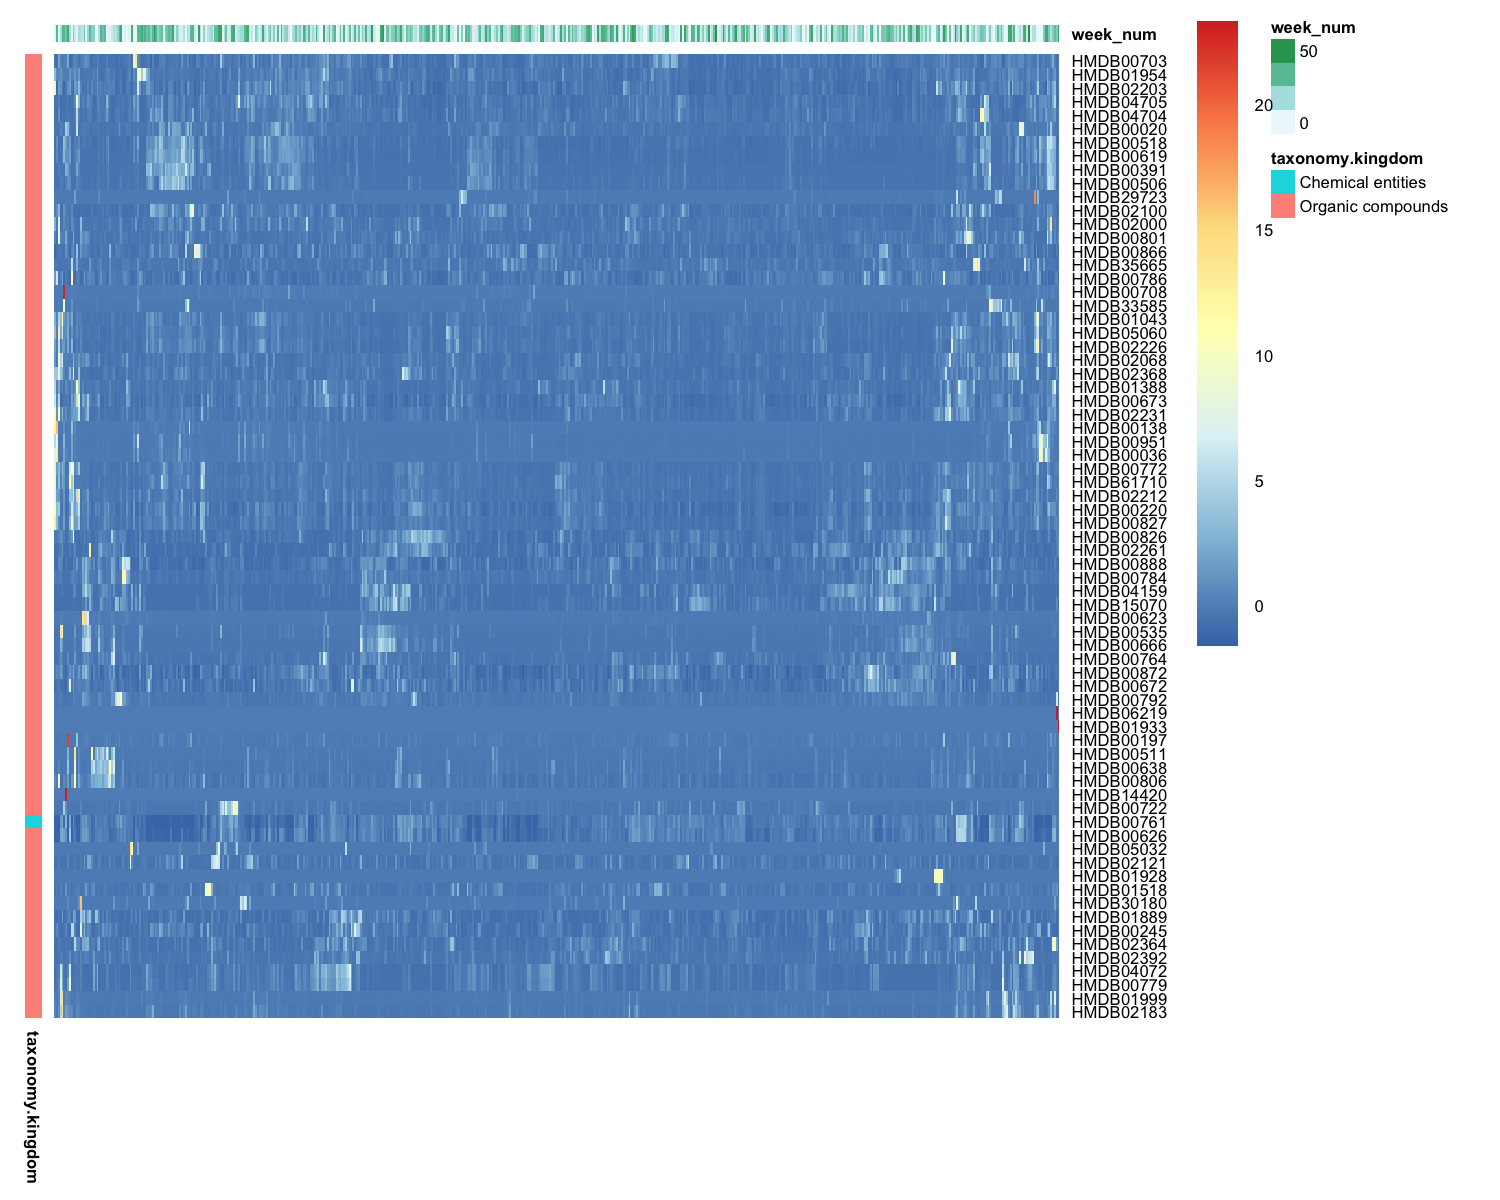 week_num
HMDB00703
HMDB01954
HMDB02203
HMDB04705
HMDB04704
HMDB00020
HMDB00518
HMDB00619
HMDB00391
HMDB00506
HMDB29723
HMDB02100
HMDB02000
HMDB00801
HMDB00866
HMDB35665
HMDB00786
HMDB00708
HMDB33585
HMDB01043
HMDB05060
HMDB02226
HMDB02068
HMDB02368
HMDB01388
HMDB00673
HMDB02231
HMDB00138
HMDB00951
HMDB00036
HMDB00772
HMDB61710
HMDB02212
HMDB00220
HMDB00827
HMDB00826
HMDB02261
HMDB00888
HMDB00784
HMDB04159
HMDB15070
HMDB00623
HMDB00535
HMDB00666
HMDB00764
HMDB00872
HMDB00672
HMDB00792
HMDB06219
HMDB01933
HMDB00197
HMDB00511
HMDB00638
HMDB00806
HMDB14420
HMDB00722
HMDB00761
HMDB00626
HMDB05032
HMDB02121
HMDB01928
HMDB01518
HMDB30180
HMDB01889
HMDB00245
HMDB02364
HMDB02392
HMDB04072
HMDB00779
HMDB01999
HMDB02183
taxonomy.kingdom
20
15
10
5
0
week_num
50
0
taxonomy.kingdom
Chemical entities
Organic compounds